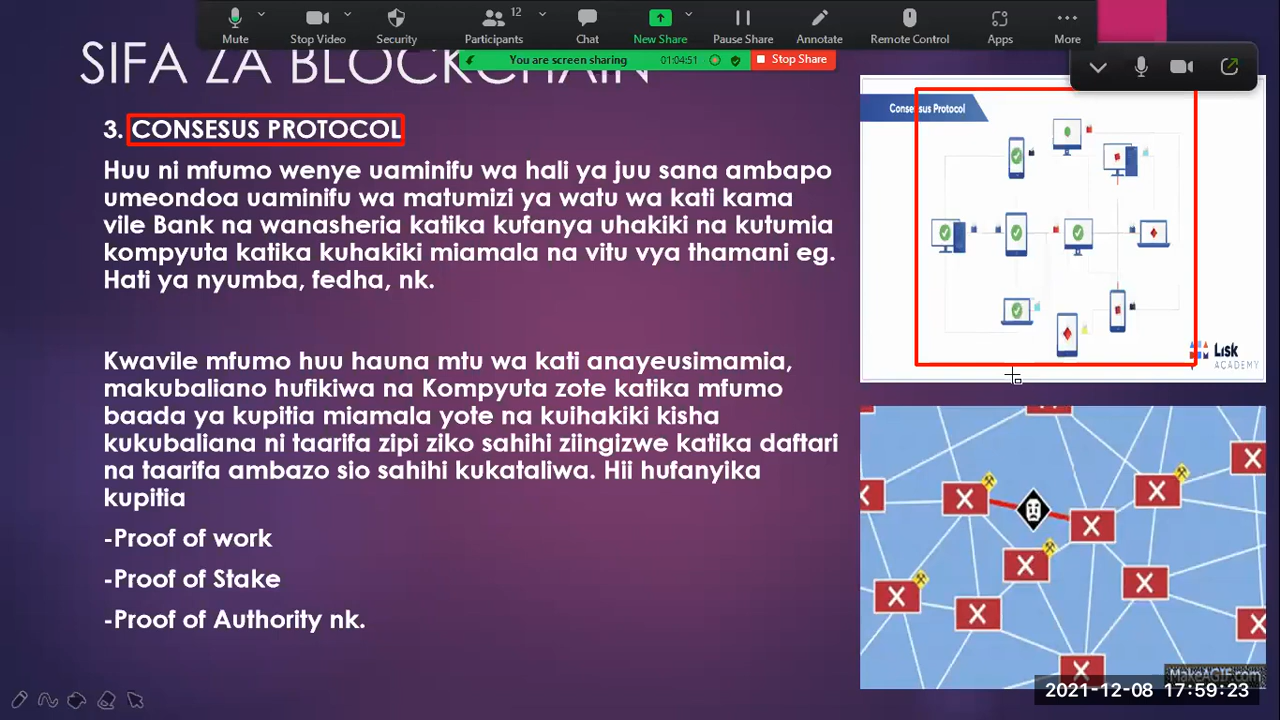 Mute
Stop Video
Security
Participants
12
Chat
New Share
Pause Share
Annotate
Remote Control
Apps
More
You are screen sharing
01:04:51
Stop Share
SIFA ZA BLOCKCHAIN
3. CONSESUS PROTOCOL
Huu ni mfumo wenye uaminifu wa hali ya juu sana ambapo
umeondoa uaminifu wa matumizi ya watu wa kati kama
vile Bank na wanasheria katika kufanya uhakiki na kutumia
kompyuta katika kuhakiki miamala na vitu vya thamani eg.
Hati ya nyumba, fedha, nk.
Kwavile mfumo huu hauna mtu wa kati anayeusimamia,
makubaliano hufikiwa na Kompyuta zote katika mfumo
baada ya kupitia miamala yote na kuihakiki kisha
kukubaliana ni taarifa zipi ziko sahihi ziingizwe katika daftari
na taarifa ambazo sio sahihi kukataliwa. Hii hufanyika
kupitia
-Proof of work
-Proof of Stake
-Proof of Authority nk.
Consesus Protocol
Lisk
ACADEMY
MakeAGIF.com
2021-12-08 17:59:23